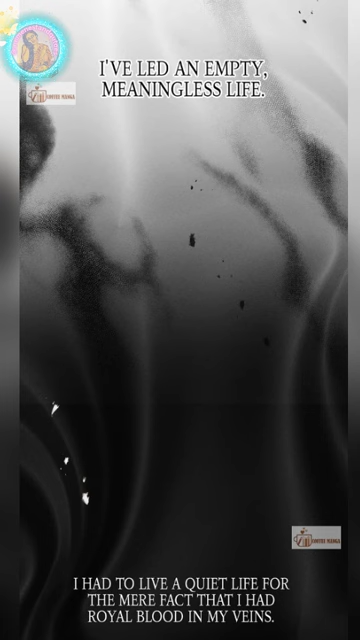 I'VE LED AN EMPTY,
MEANINGLESS LIFE.
I HAD TO LIVE A QUIET LIFE FOR
THE MERE FACT THAT I HAD
ROYAL BLOOD IN MY VEINS.